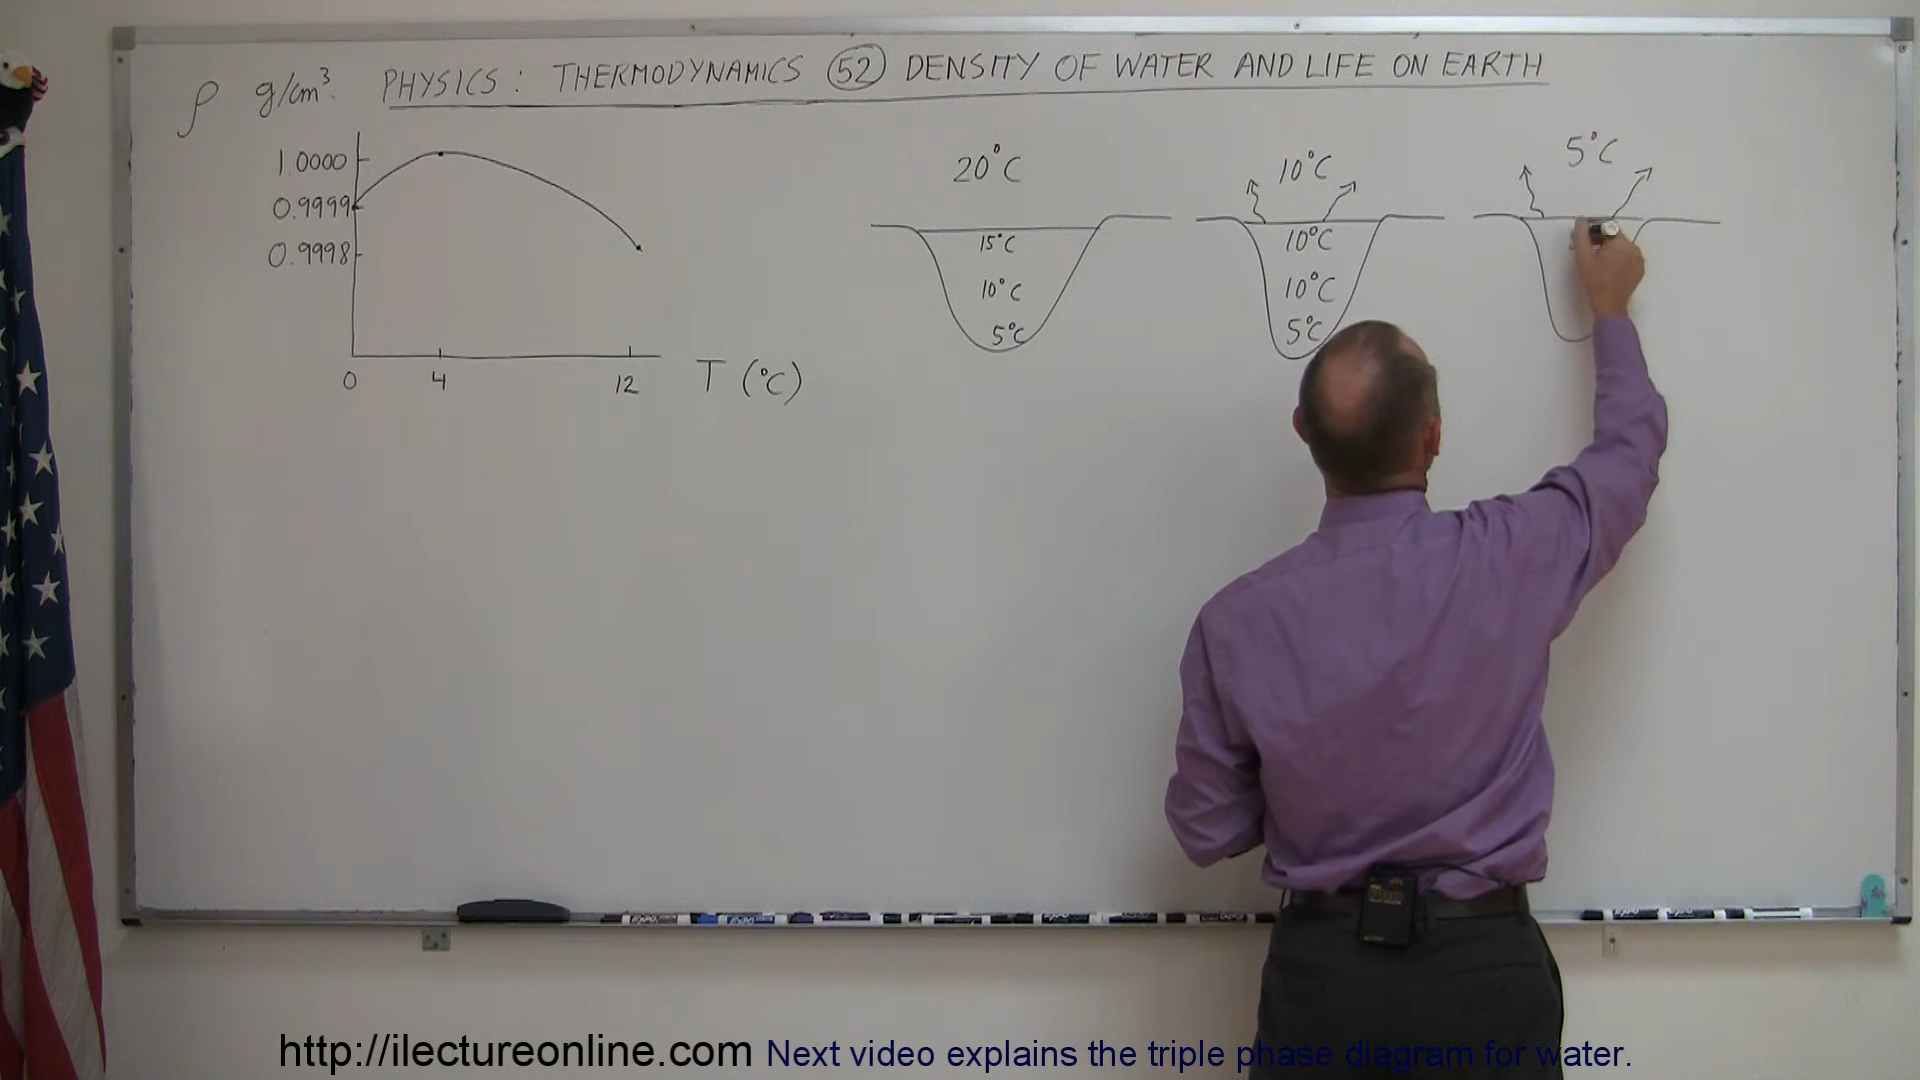 PHYSICS: THERMODYNAMICS 52 DENSITY OF WATER AND LIFE ON EARTH
ρ g/cm³
1.0000
0.9999
0.9998
0 4 12 T (°C)
20°C
15°C
10°C
5°C
10°C
10°C
10°C
5°C
5°C
http://ilectureonline.com Next video explains the triple phase diagram for water.